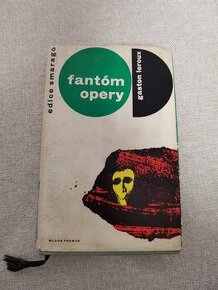 edice smaragd
fantóm
opery
gaston leroux
MLADÁ FRONTA